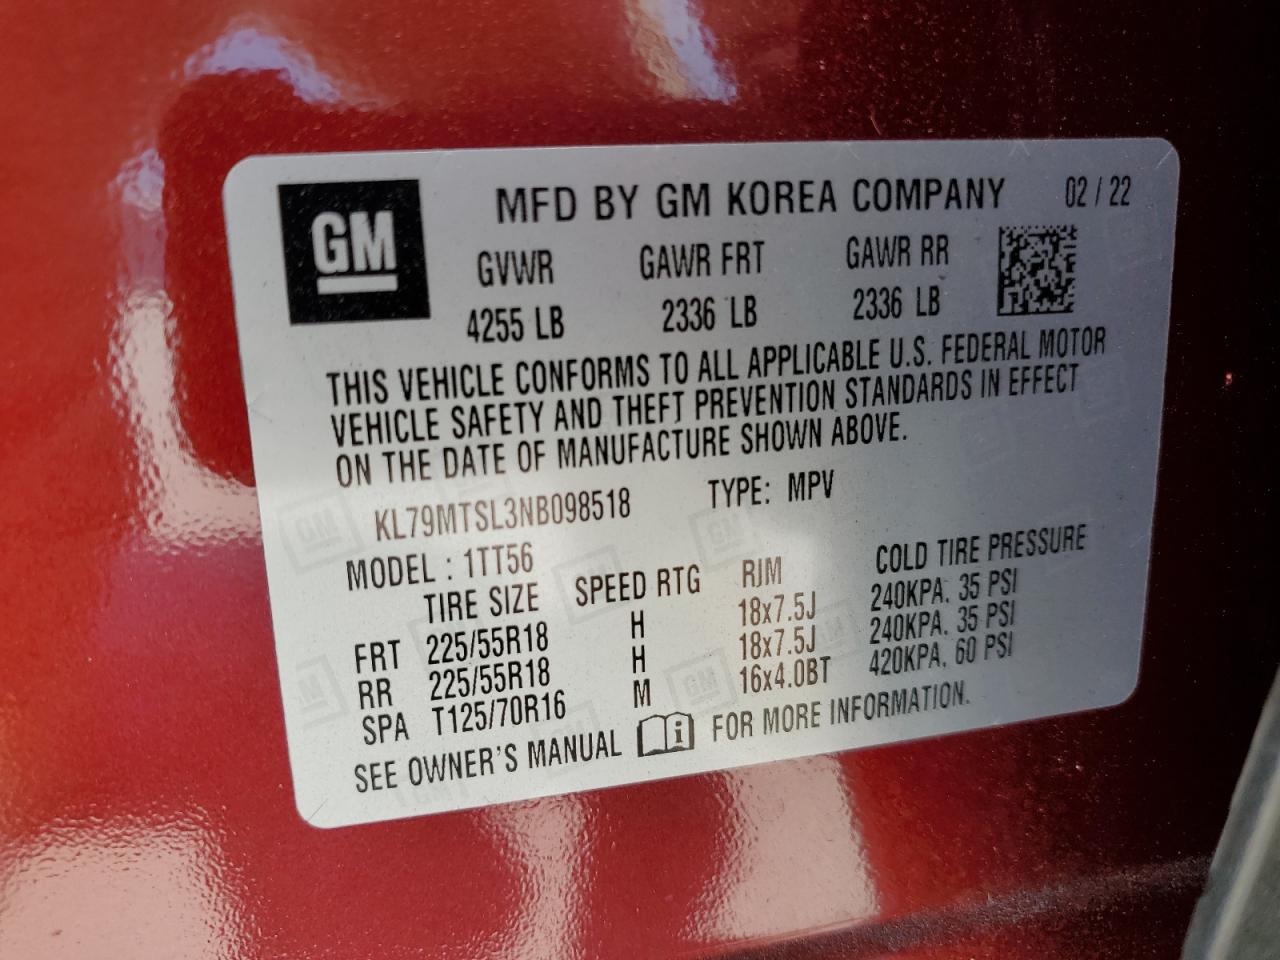 GM
MFD BY GM KOREA COMPANY 02 / 22
GVWR GAWR FRT GAWR RR
4255 LB 2336 LB 2336 LB
THIS VEHICLE CONFORMS TO ALL APPLICABLE U.S. FEDERAL MOTOR
VEHICLE SAFETY AND THEFT PREVENTION STANDARDS IN EFFECT
ON THE DATE OF MANUFACTURE SHOWN ABOVE.
KL79MTSL3NB098518 TYPE: MPV
MODEL : 1TT56
TIRE SIZE SPEED RTG RIM COLD TIRE PRESSURE
FRT 225/55R18 H 18x7.5J 240KPA. 35 PSI
RR 225/55R18 H 18x7.5J 240KPA. 35 PSI
SPA T125/70R16 M 16x4.0BT 420KPA. 60 PSI
SEE OWNER'S MANUAL i FOR MORE INFORMATION.